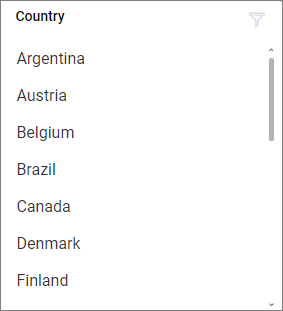 Country
Argentina
Austria
Belgium
Brazil
Canada
Denmark
Finland